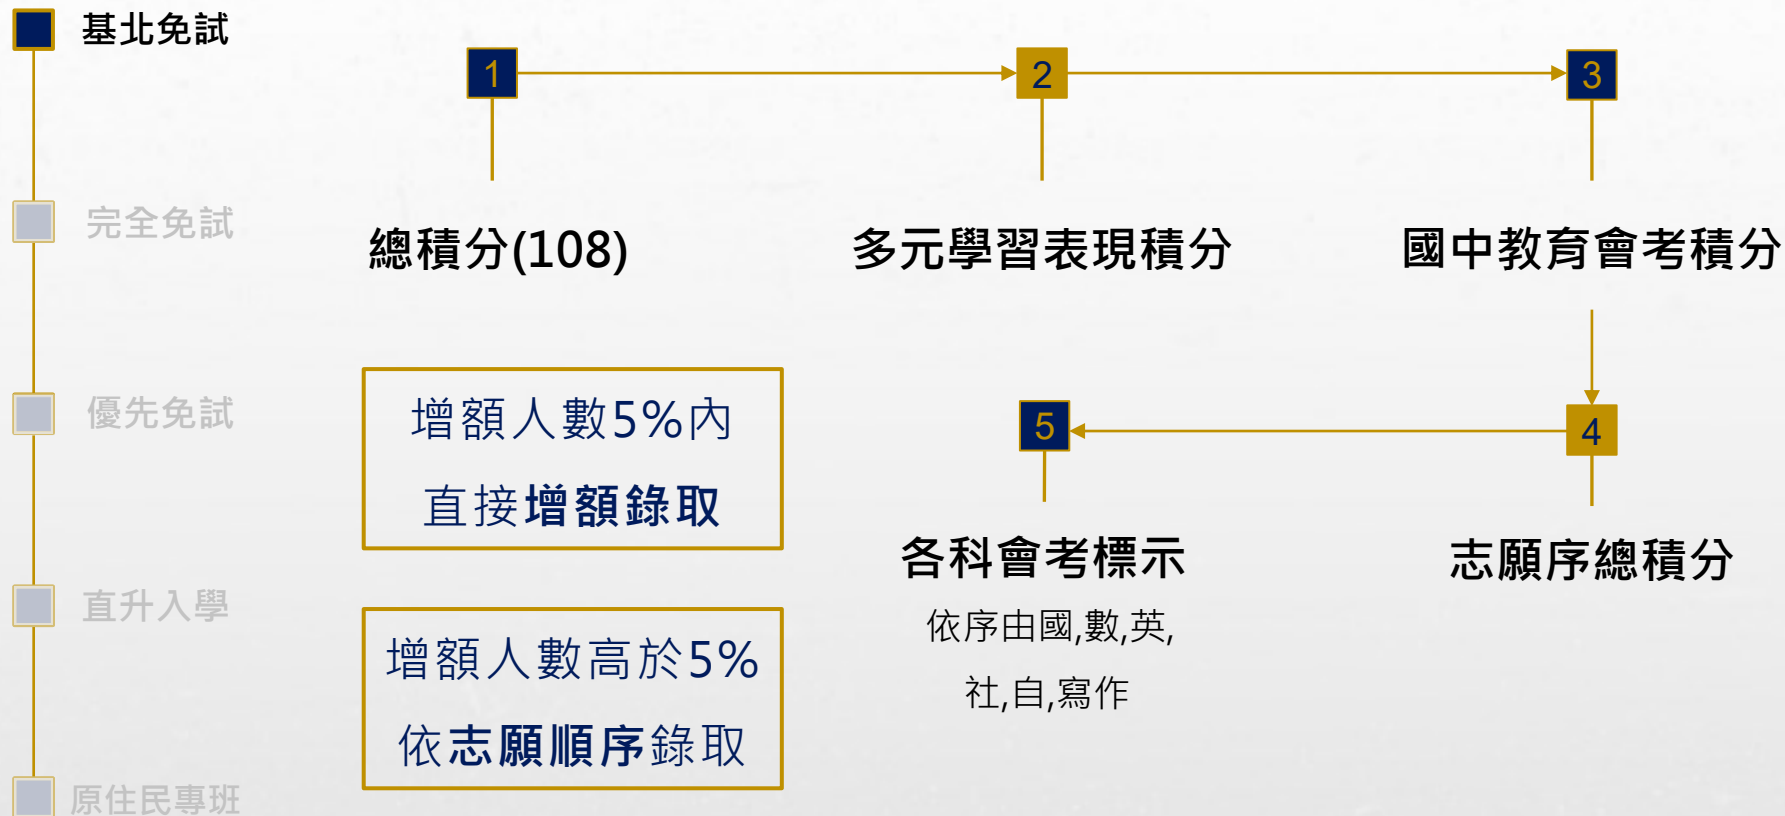 基北免試
完全免試
優先免試
直升入學
原住民專班
1
總積分(108)
2
多元學習表現積分
3
國中教育會考積分
4
志願序總積分
5
各科會考標示
依序由國,數,英,
社,自,寫作
增額人數5%內
直接增額錄取
增額人數高於5%
依志願順序錄取